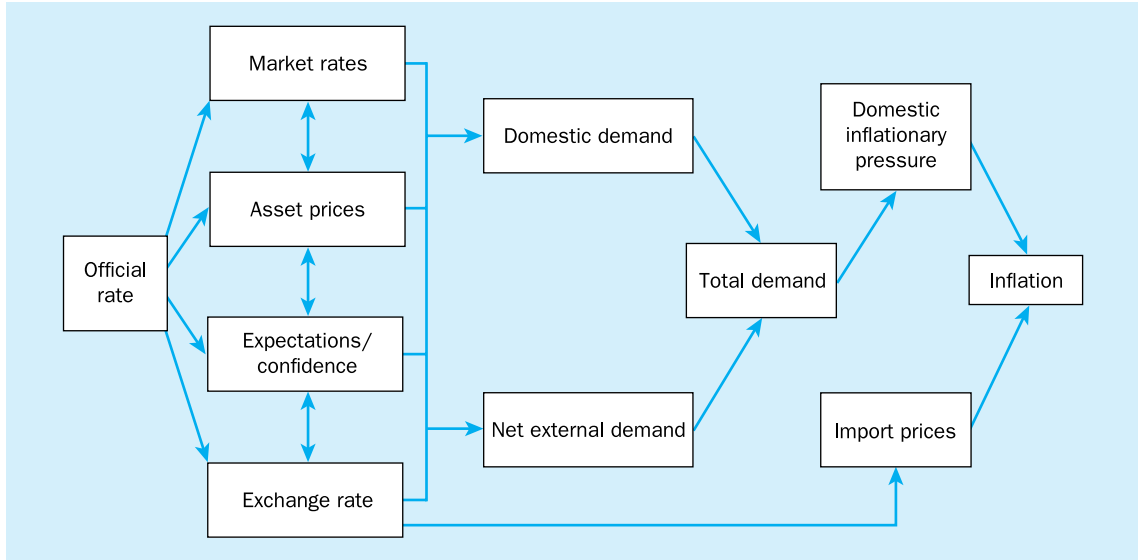 Market rates
Asset prices
Official
rate
Expectations/
confidence
Exchange rate
Domestic demand
Net external demand
Total demand
Domestic
inflationary
pressure
Import prices
Inflation